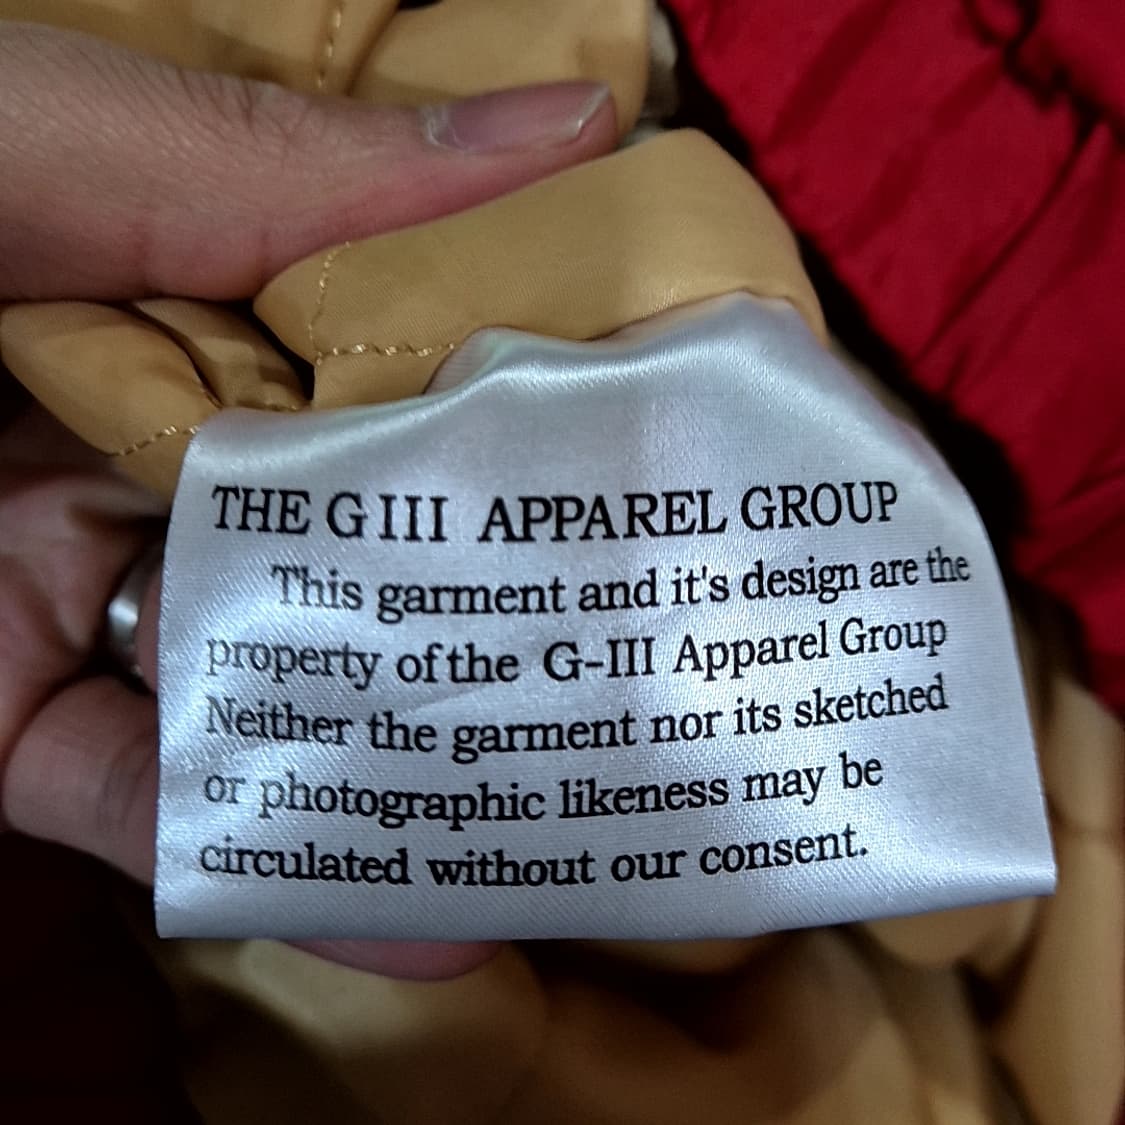 THE G III APPAREL GROUP
This garment and it's design are the
property of the G-III Apparel Group
Neither the garment nor its sketched
or photographic likeness may be
circulated without our consent.